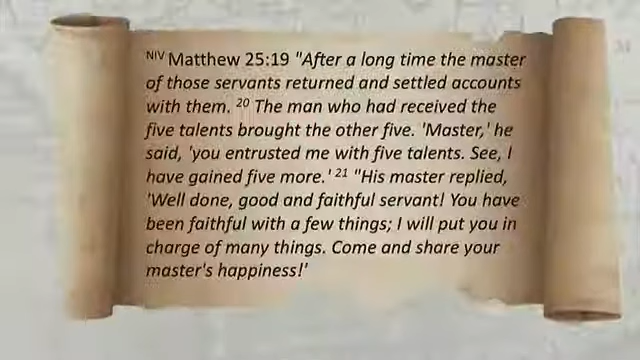 NIV Matthew 25:19 "After a long time the master
of those servants returned and settled accounts
with them. 20 The man who had received the
five talents brought the other five. 'Master,' he
said, 'you entrusted me with five talents. See, I
have gained five more.' 21 "His master replied,
'Well done, good and faithful servant! You have
been faithful with a few things; I will put you in
charge of many things. Come and share your
master's happiness!'